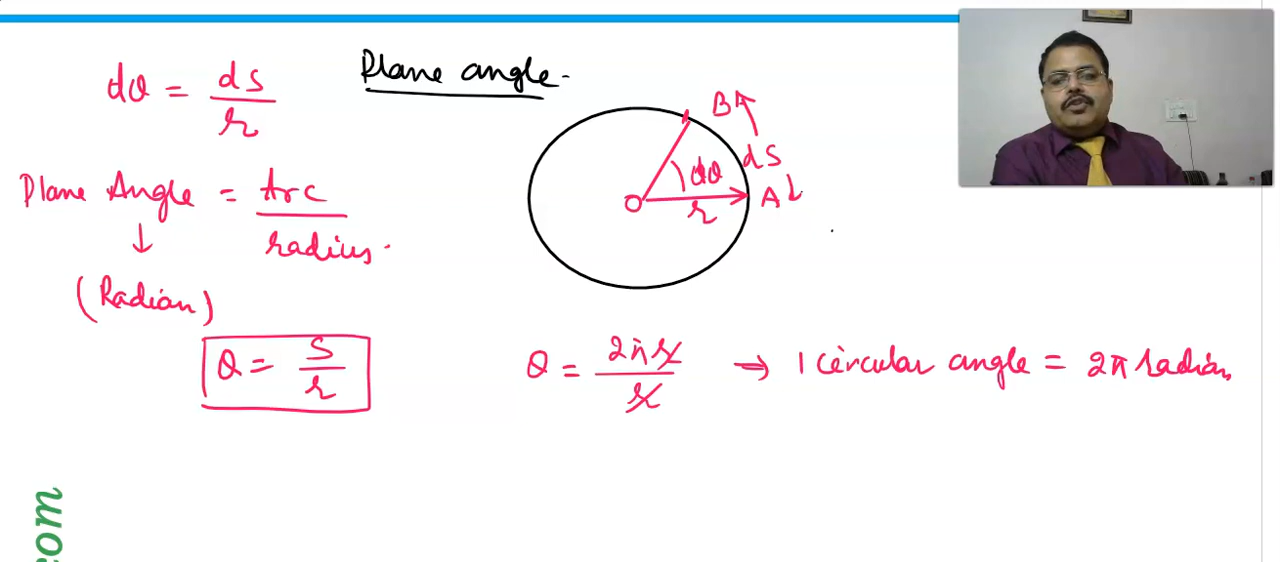 Plane angle.
dθ = ds / r
Plane Angle = Arc / radius.
↓
(Radian)
θ = s / r
B
ds
dθ
O
r
A
θ = 2πr / r → 1 circular angle = 2π radian
com